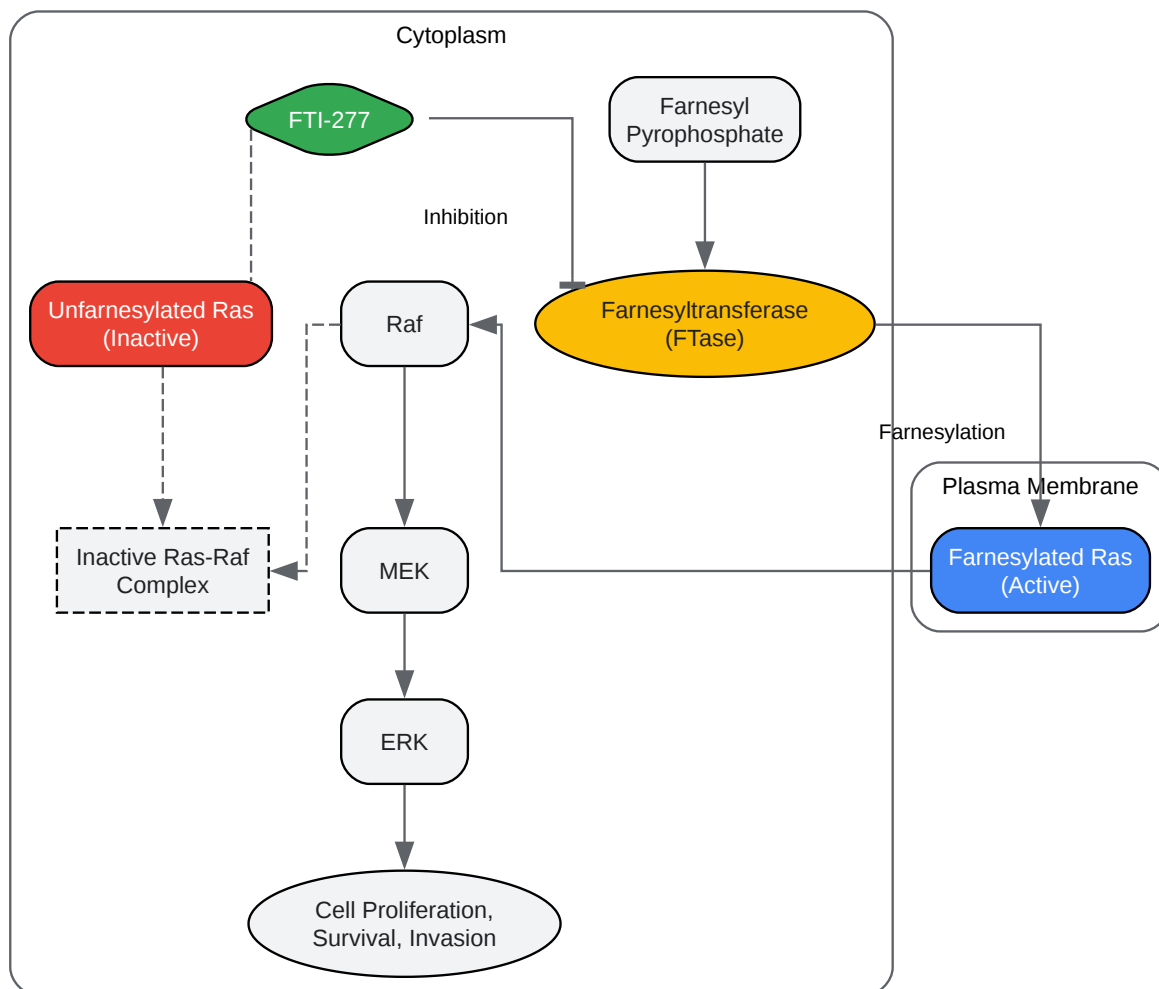 Cytoplasm
FTI-277
Farnesyl
Pyrophosphate
Inhibition
Unfarnesylated Ras
(Inactive)
Raf
Farnesyltransferase
(FTase)
Farnesylation
Plasma Membrane
Inactive Ras-Raf
Complex
MEK
Farnesylated Ras
(Active)
ERK
Cell Proliferation,
Survival, Invasion